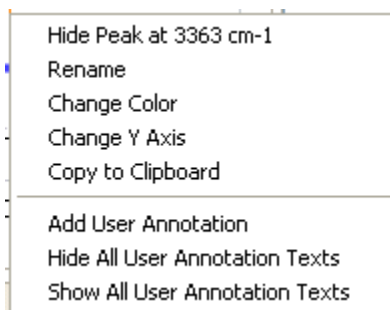 Hide Peak at 3363 cm-1
Rename
Change Color
Change Y Axis
Copy to Clipboard
Add User Annotation
Hide All User Annotation Texts
Show All User Annotation Texts